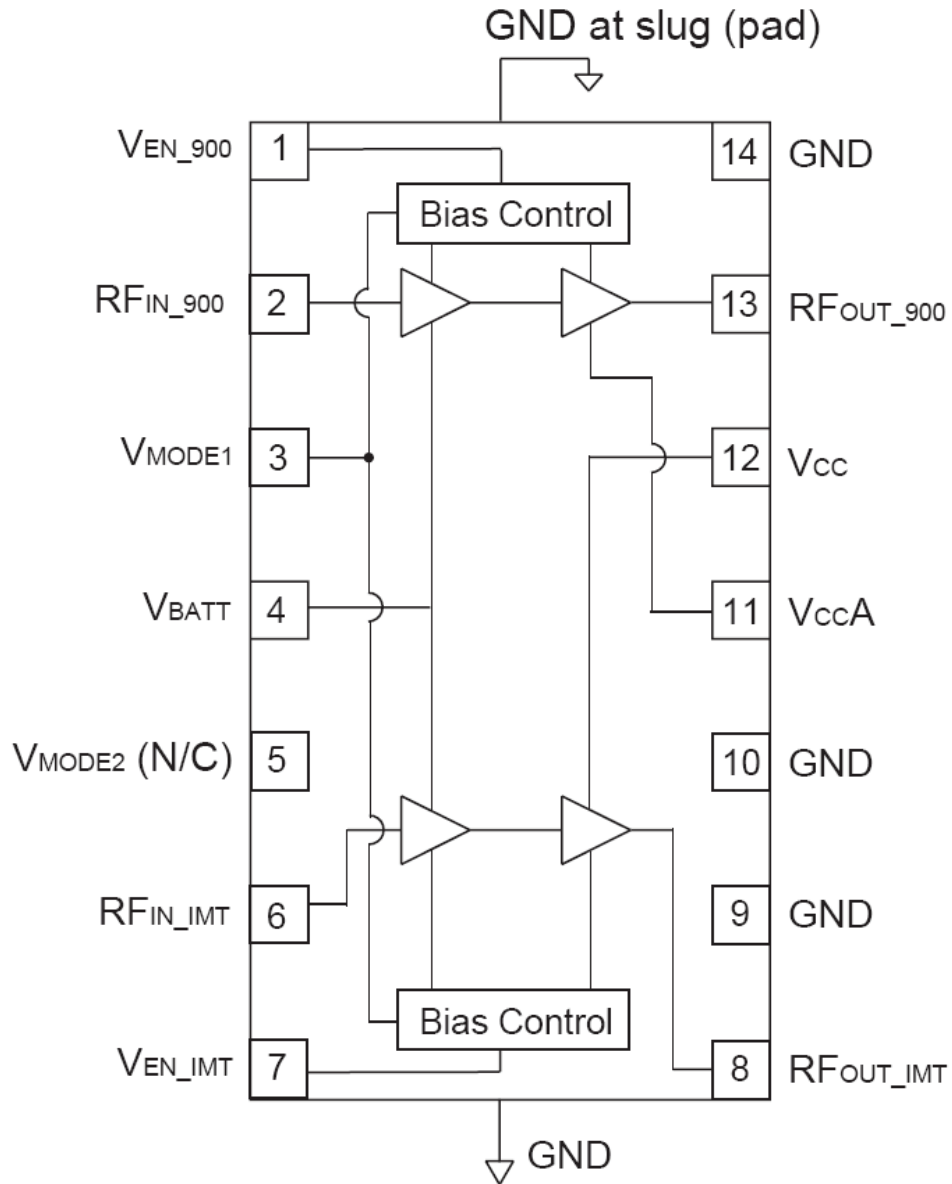 GND at slug (pad)
VEN_900 1 14 GND
Bias Control
RFIN_900 2 13 RFOUT_900
VMODE1 3 12 VCC
VBATT 4 11 VCCA
VMODE2 (N/C) 5 10 GND
RFIN_IMT 6 9 GND
Bias Control
VEN_IMT 7 8 RFOUT_IMT
GND